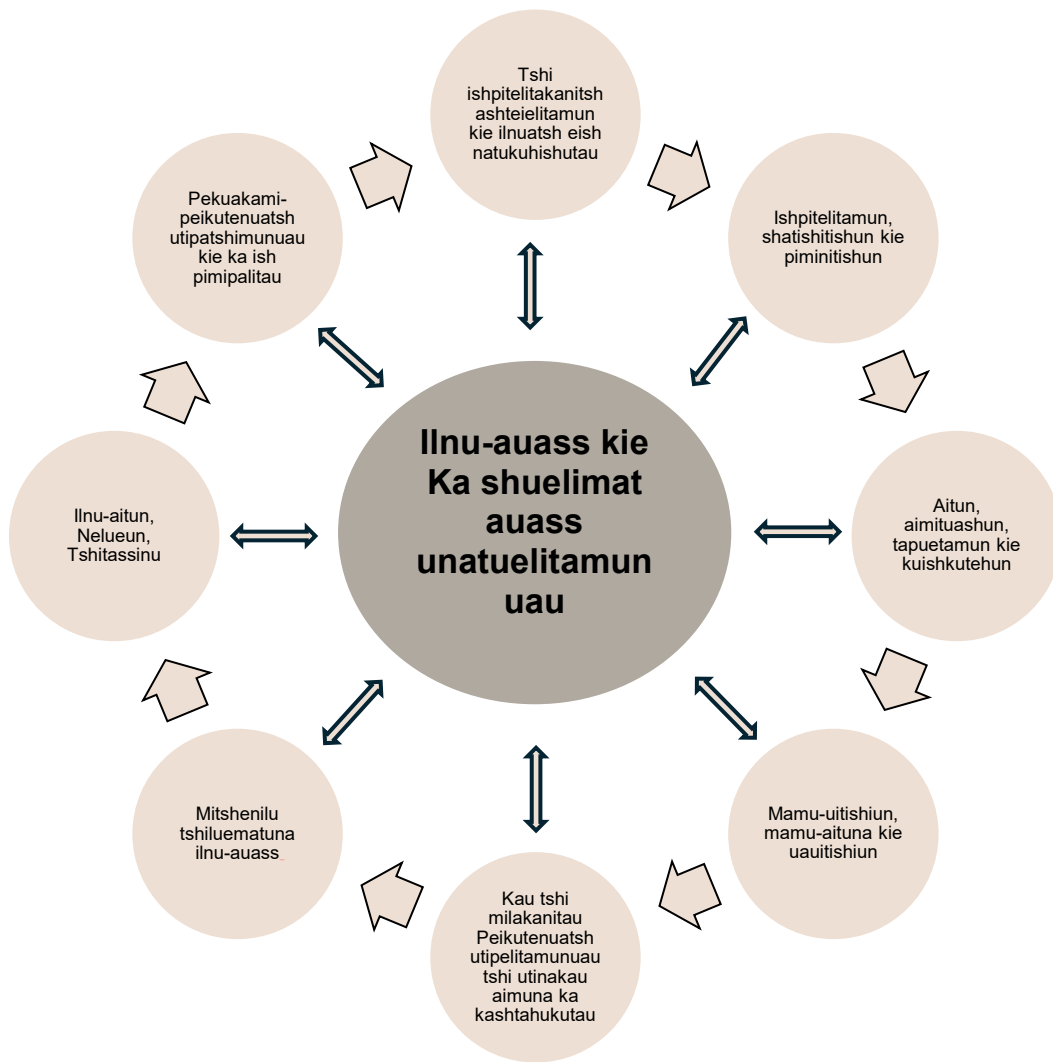 Tshi
ishpitelitakanitsh
ashteielitamun
kie ilnuatsh eish
natukuhishutau
Ishpitelitamun,
shatishitishun kie
piminitishun
Aitun,
aimituashun,
tapuetamun kie
kuishkutehun
Mamu-uitishiun,
mamu-aituna kie
uauitishiun
Kau tshi
milakanitau
Peikutenuatsh
utipelitamunuau
tshi utinakau
aimuna ka
kashtahukutau
Mitshenilu
tshiluematuna
ilnu-auass
Ilnu-aitun,
Nelueun,
Tshitassinu
Pekuakami-
peikutenuatsh
utipatshimunuau
kie ka ish
pimipalitau
Ilnu-auass kie
Ka shuelimat
auass
unatuelitamun
uau